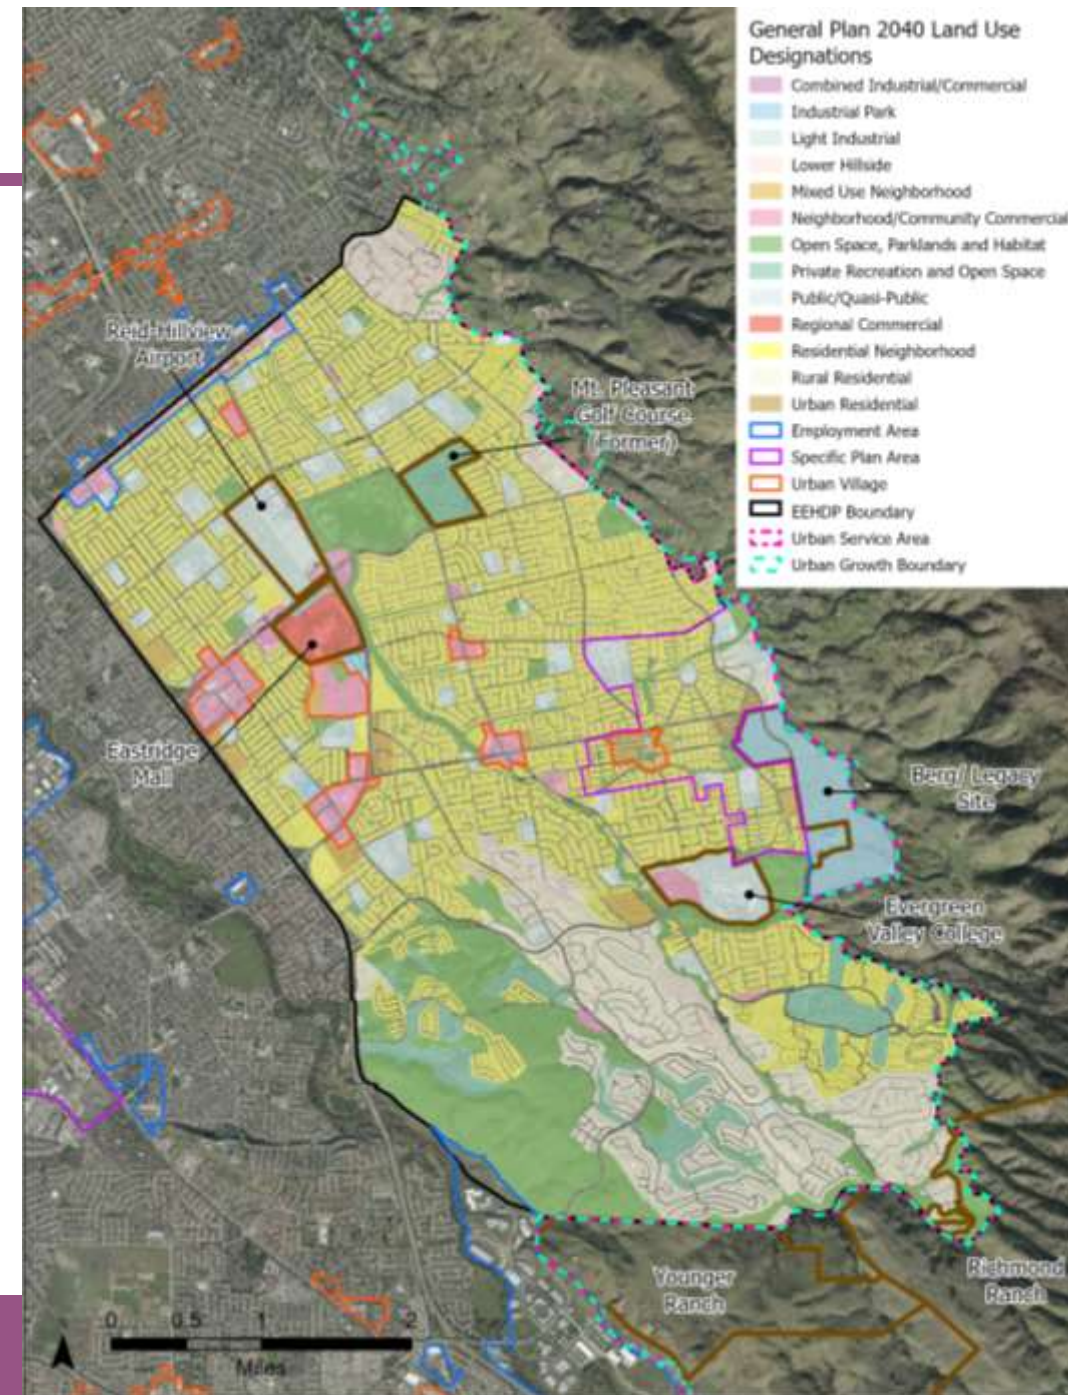 General Plan 2040 Land Use
Designations
Combined Industrial/Commercial
Industrial Park
Light Industrial
Lower Hillside
Mixed Use Neighborhood
Neighborhood/Community Commercial
Open Space, Parklands and Habitat
Private Recreation and Open Space
Public/Quasi-Public
Regional Commercial
Residential Neighborhood
Rural Residential
Urban Residential
Employment Area
Specific Plan Area
Urban Village
EEHDP Boundary
Urban Service Area
Urban Growth Boundary
Reid-Hillview
Airport
Mt. Pleasant
Golf Course
(Former)
Eastridge
Mall
Berg/ Legacy
Site
Evergreen
Valley College
Younger
Ranch
Richmond
Ranch
0 0.5 1 2
Miles